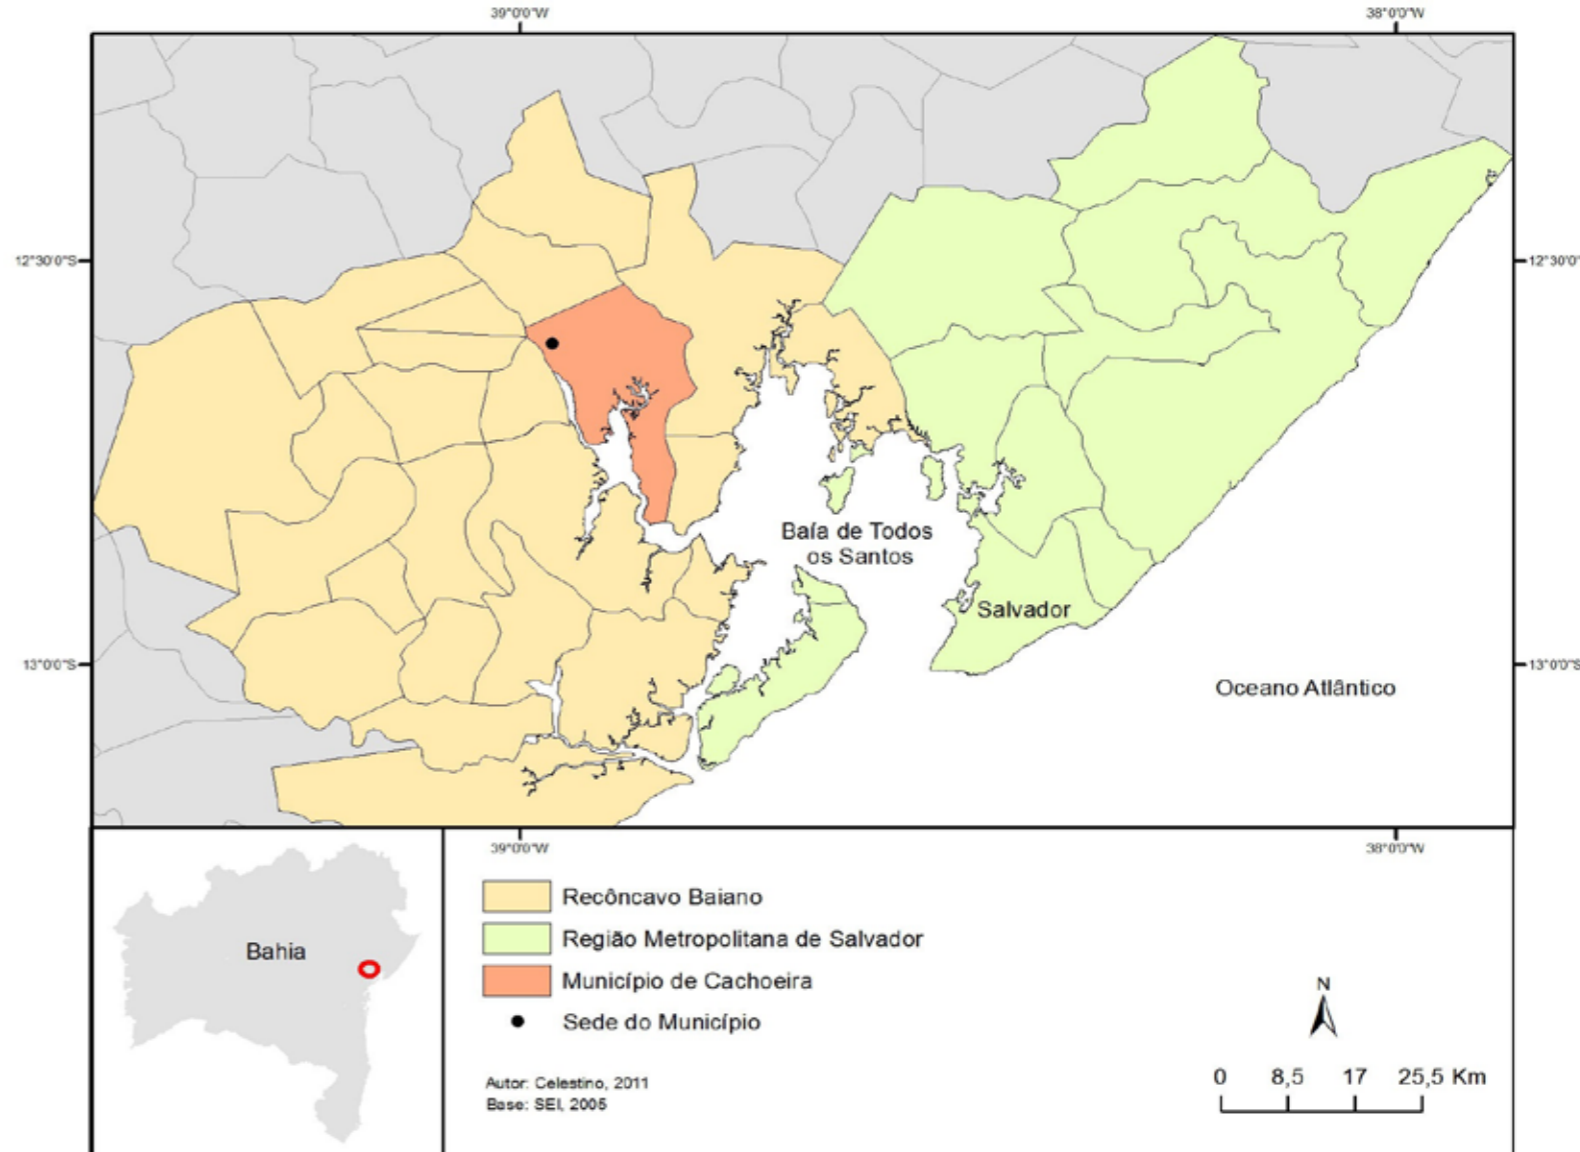 39°0'0"W 38°0'0"W
12°30'0"S 12°30'0"
Baía de Todos
os Santos
Salvador
13°0'0"S 13°0'0"S
Oceano Atlântico
39°0'0"W 38°0'0"W
Bahia
Recôncavo Baiano
Região Metropolitana de Salvador
Município de Cachoeira
Sede do Município
Autor: Celestino, 2011
Base: SEI, 2005
N
0 8,5 17 25,5 Km